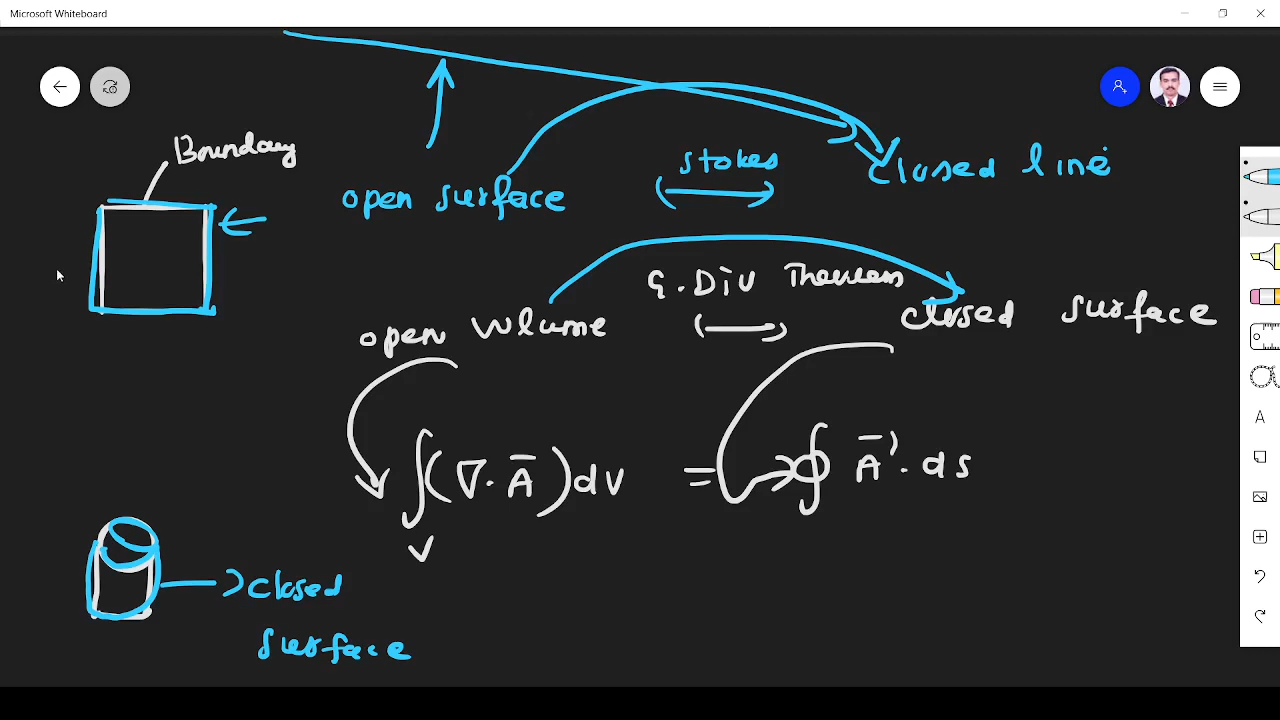 Microsoft Whiteboard
Boundary
open surface
stokes
closed line
G. Div Theorem
open volume
closed surface
∫(∇·A̅)dv = ∮A̅'·ds
v
closed
surface
A